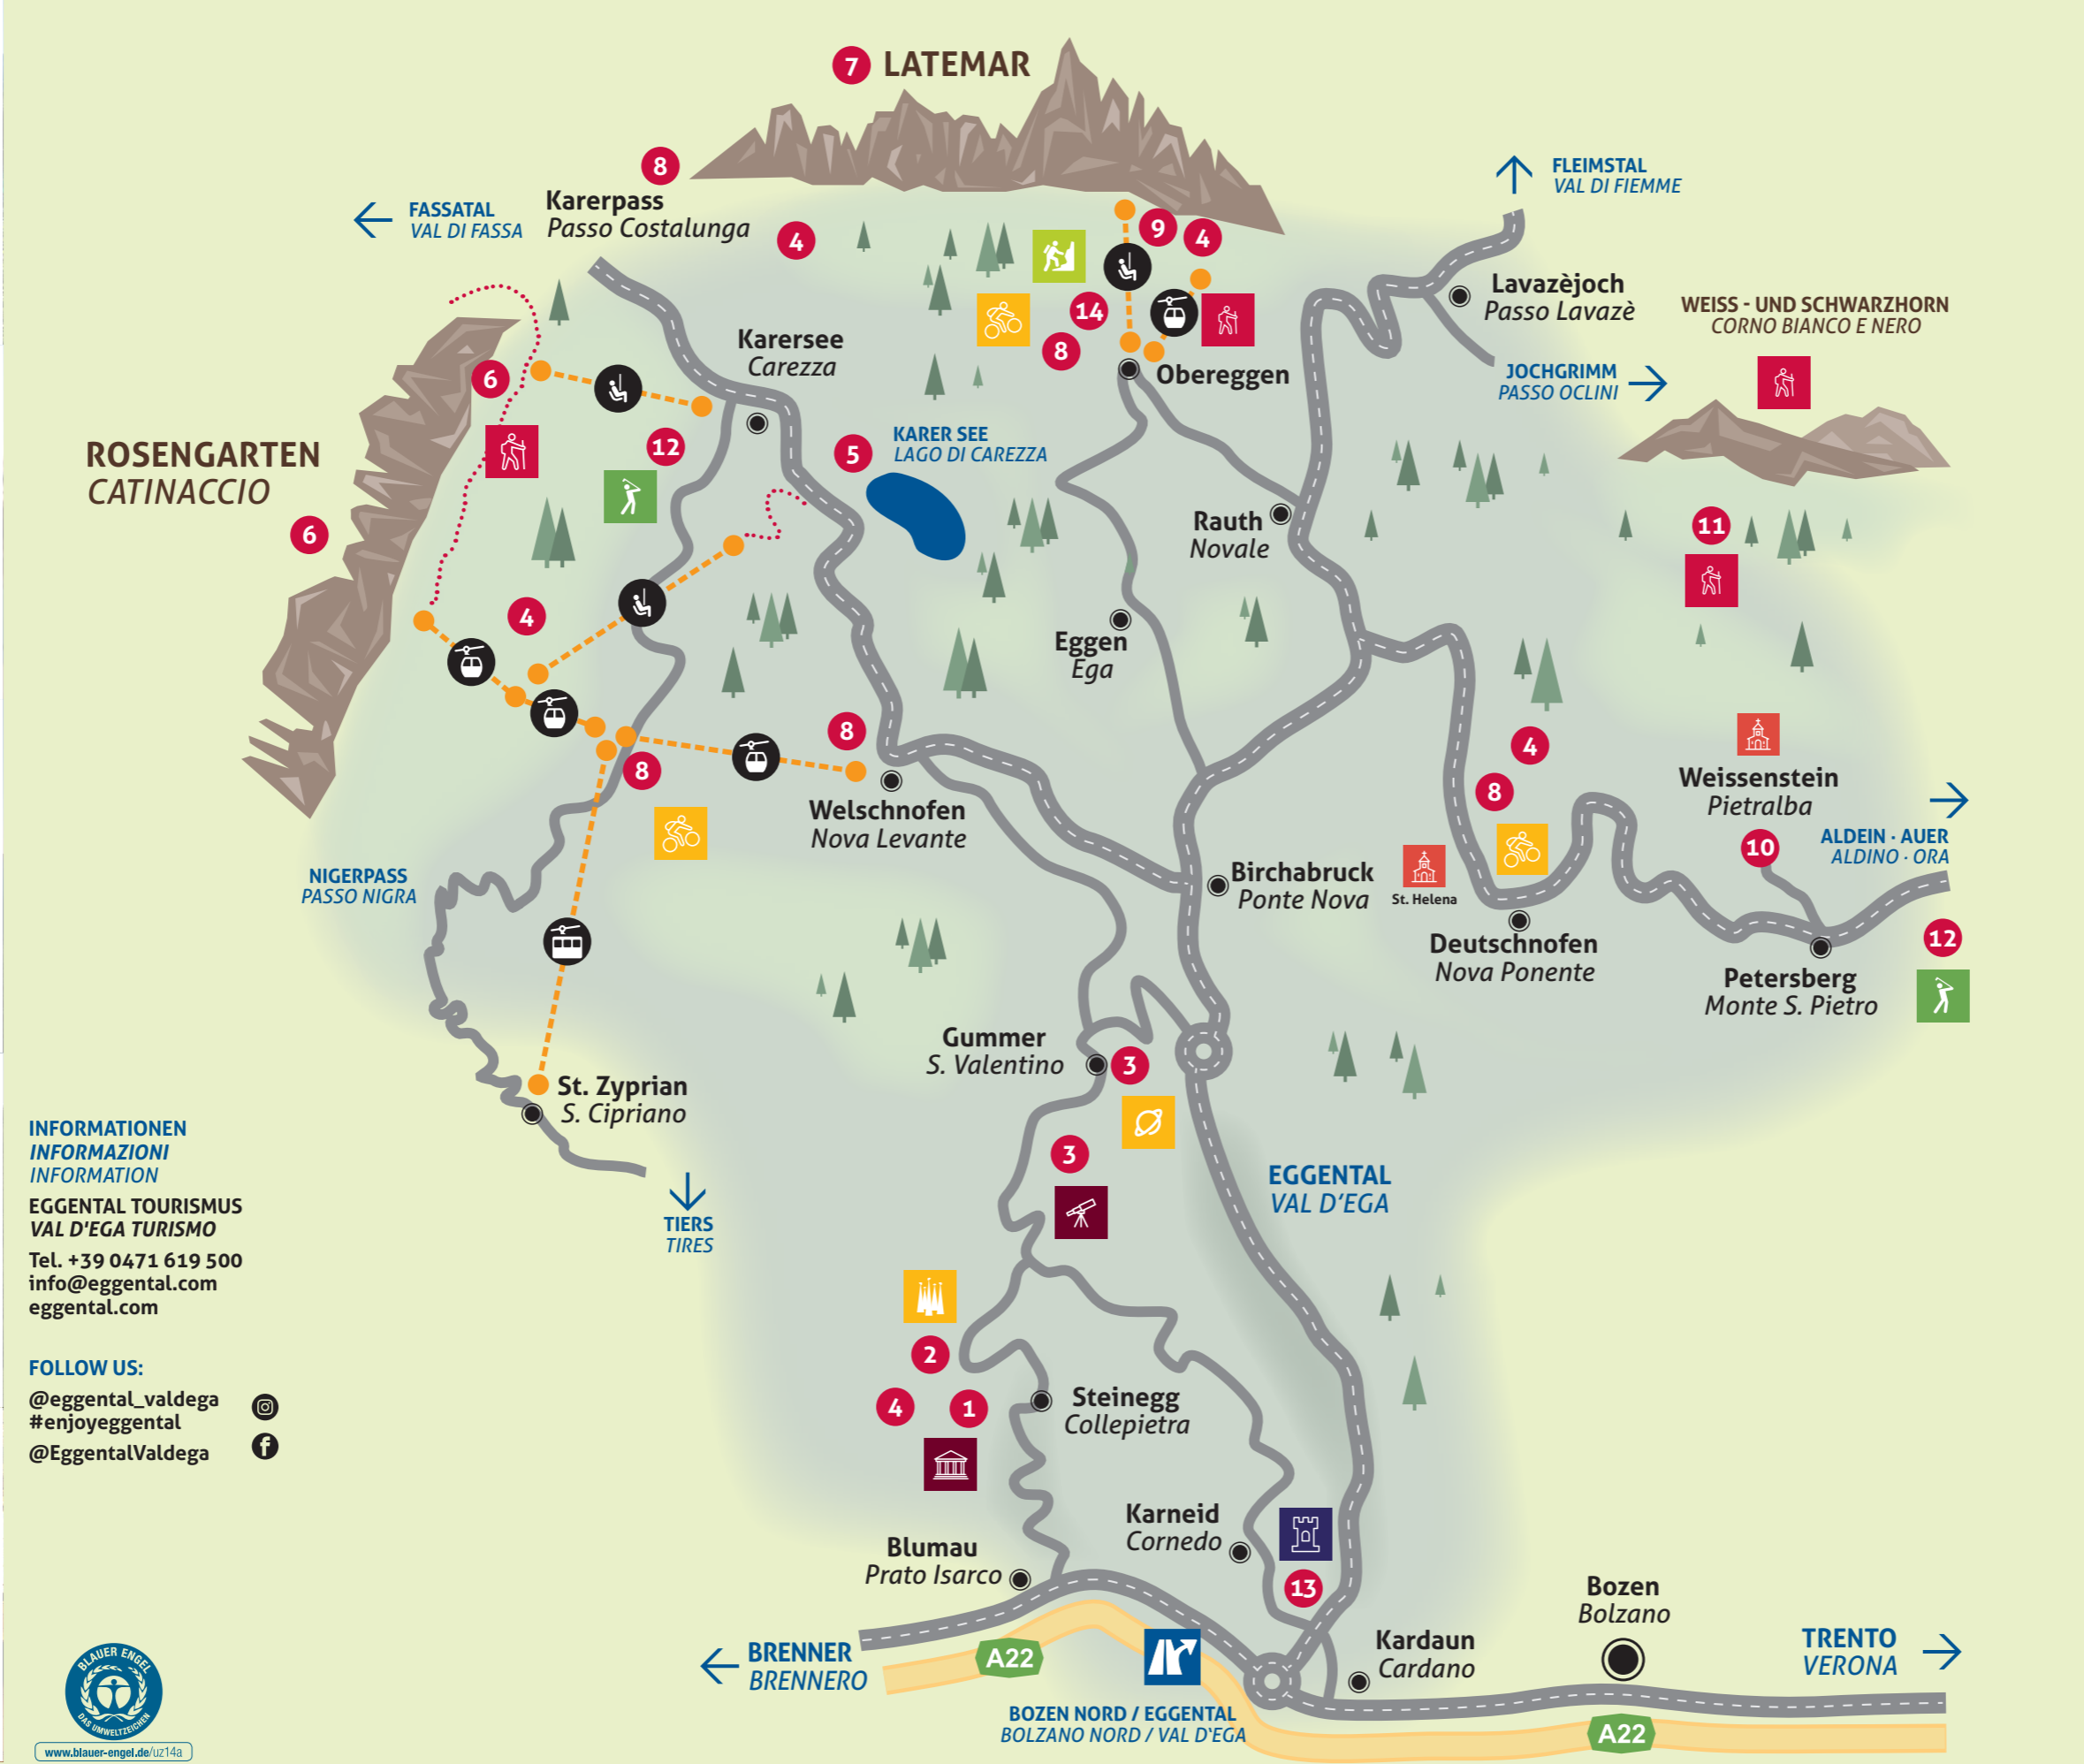 7 LATEMAR
8
Karerpass
Passo Costalunga
FASSATAL
VAL DI FASSA
4
9
4
14
8
FLEIMSTAL
VAL DI FIEMME
Lavazèjoch
Passo Lavazè
WEISS - UND SCHWARZHORN
CORNO BIANCO E NERO
JOCHGRIMM
PASSO OCLINI
Karersee
Carezza
Obereggen
6
12
ROSENGARTEN
CATINACCIO
6
5
KARER SEE
LAGO DI CAREZZA
Rauth
Novale
11
4
Eggen
Ega
8
8
Welschnofen
Nova Levante
4
8
Weissenstein
Pietralba
10
ALDEIN · AUER
ALDINO · ORA
NIGERPASS
PASSO NIGRA
Birchabruck
Ponte Nova
St. Helena
Deutschnofen
Nova Ponente
12
Petersberg
Monte S. Pietro
Gummer
S. Valentino
3
St. Zyprian
S. Cipriano
3
EGGENTAL
VAL D'EGA
TIERS
TIRES
INFORMATIONEN
INFORMAZIONI
INFORMATION
EGGENTAL TOURISMUS
VAL D'EGA TURISMO
Tel. +39 0471 619 500
info@eggental.com
eggental.com
FOLLOW US:
@eggental_valdega
#enjoyeggental
@EggentalValdega
2
4
1
Steinegg
Collepietra
Karneid
Cornedo
13
Blumau
Prato Isarco
Bozen
Bolzano
Kardaun
Cardano
BRENNER
BRENNERO
A22
TRENTO
VERONA
BOZEN NORD / EGGENTAL
BOLZANO NORD / VAL D'EGA
A22
BLAUER ENGEL
DAS UMWELTZEICHEN
www.blauer-engel.de/uz14a